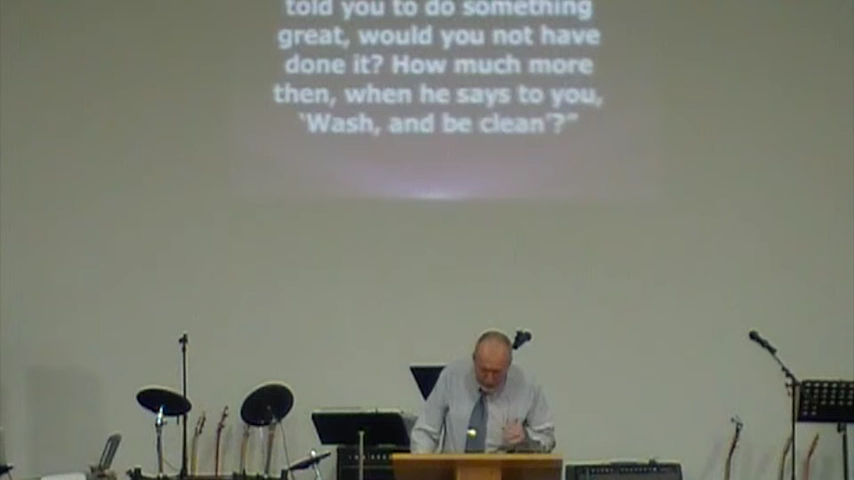 told you to do something
great, would you not have
done it? How much more
then, when he says to you,
‘Wash, and be clean’?”